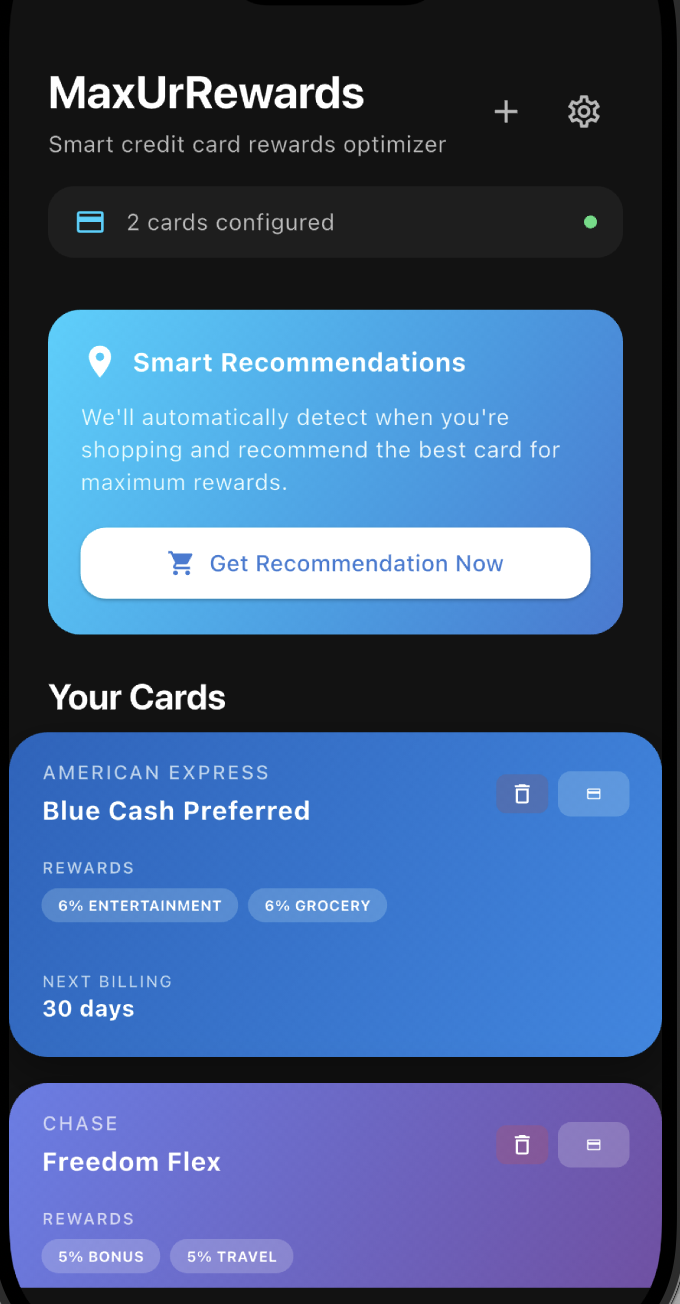 MaxUrRewards
Smart credit card rewards optimizer
2 cards configured
Smart Recommendations
We'll automatically detect when you're
shopping and recommend the best card for
maximum rewards.
Get Recommendation Now
Your Cards
AMERICAN EXPRESS
Blue Cash Preferred
REWARDS
6% ENTERTAINMENT 6% GROCERY
NEXT BILLING
30 days
CHASE
Freedom Flex
REWARDS
5% BONUS 5% TRAVEL